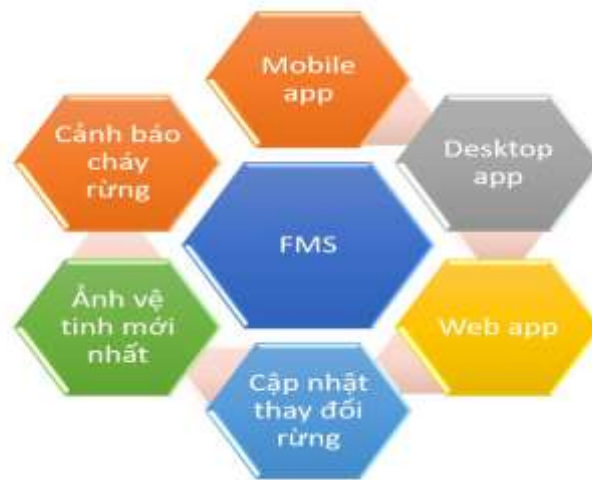 Mobile
app
Cảnh báo
cháy
rừng
Desktop
app
FMS
Ảnh vệ
tinh mới
nhất
Web app
Cập nhật
thay đổi
rừng